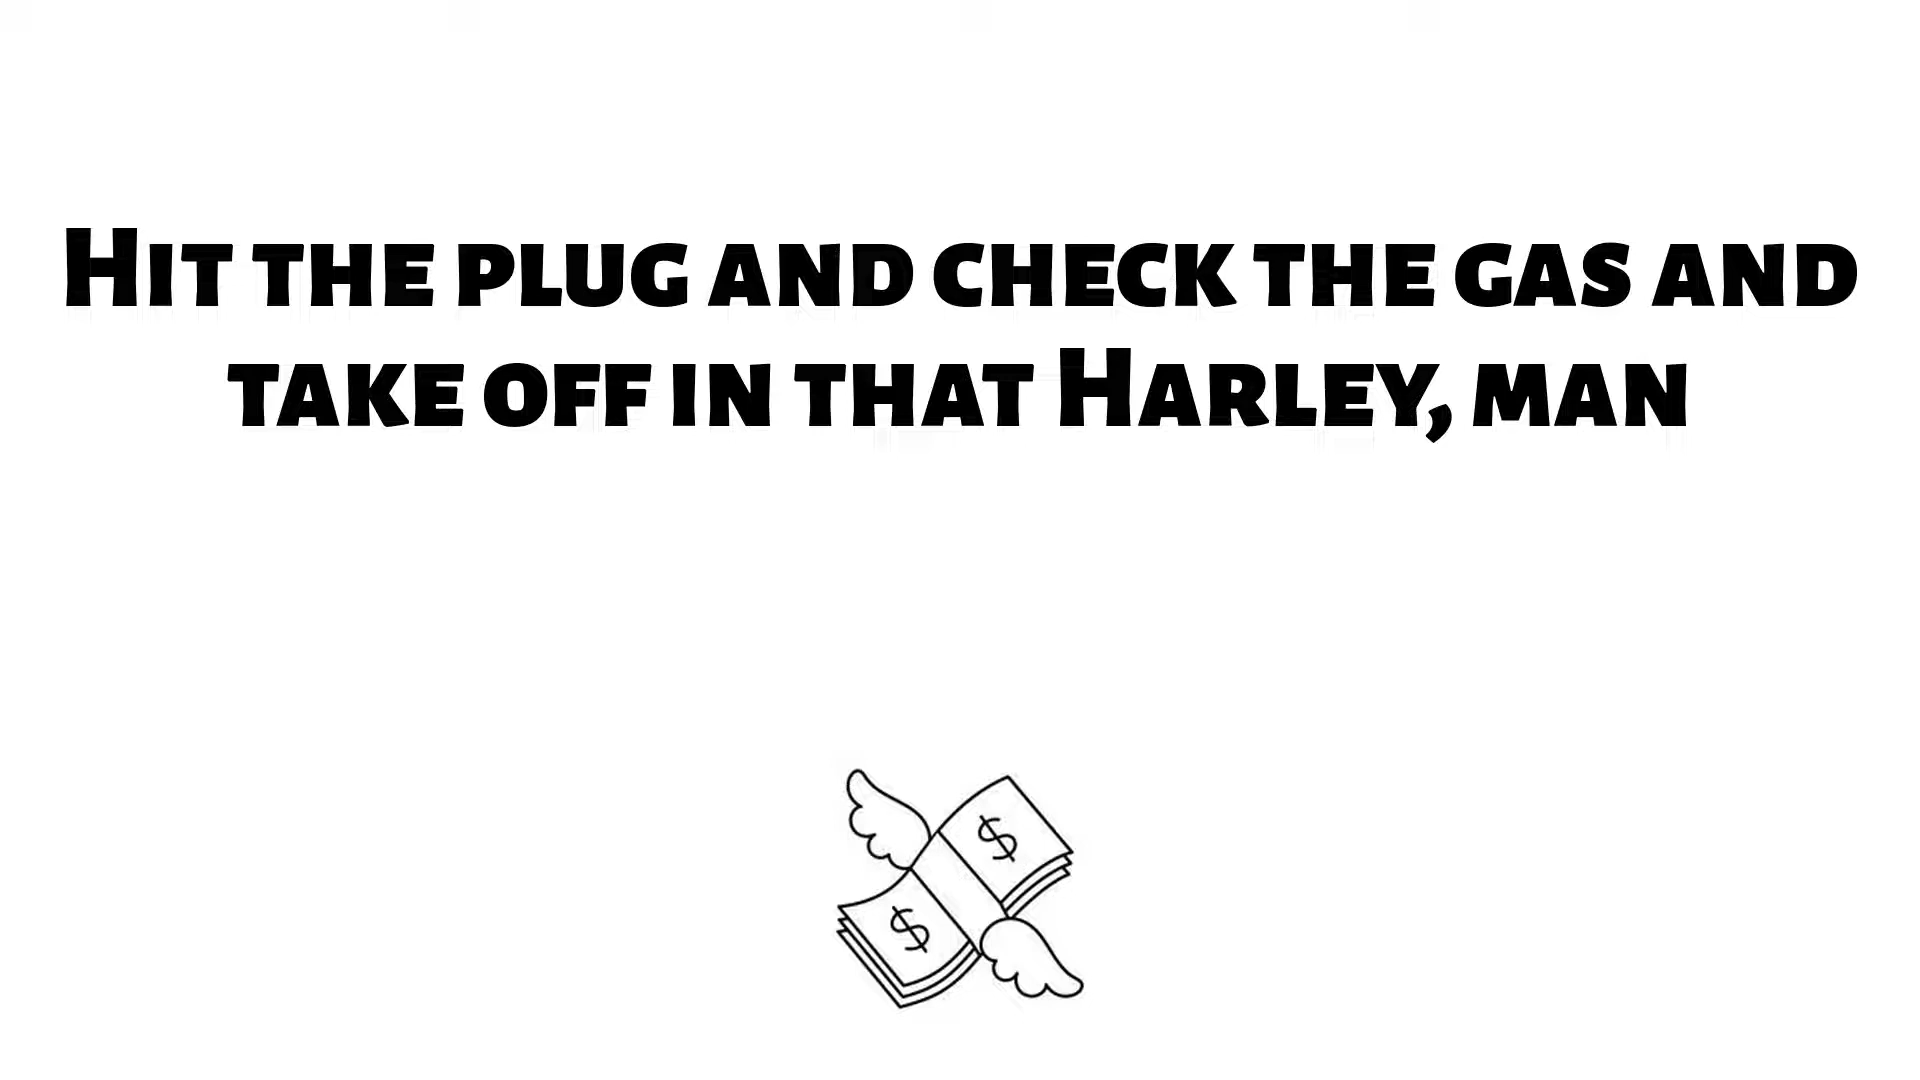 Hit the plug and check the gas and
take off in that Harley, man
$
$